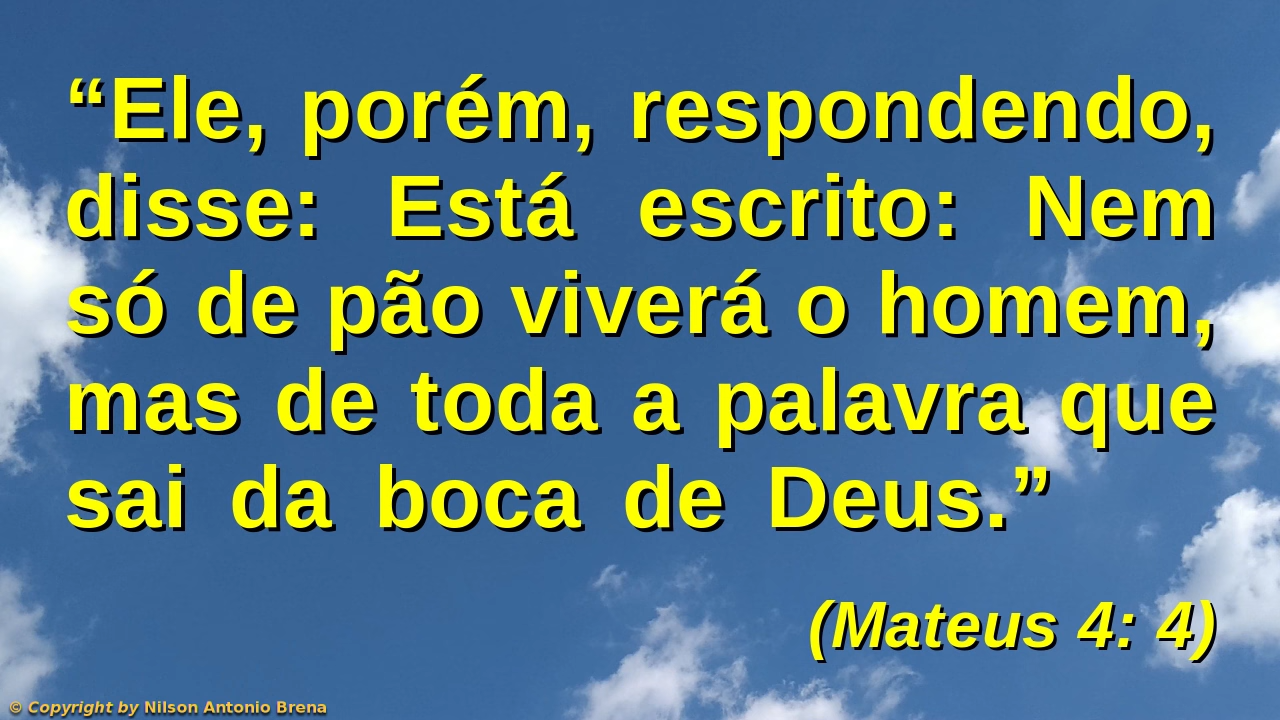 “Ele, porém, respondendo,
disse: Está escrito: Nem
só de pão viverá o homem,
mas de toda a palavra que
sai da boca de Deus.”
(Mateus 4: 4)
© Copyright by Nilson Antonio Brena